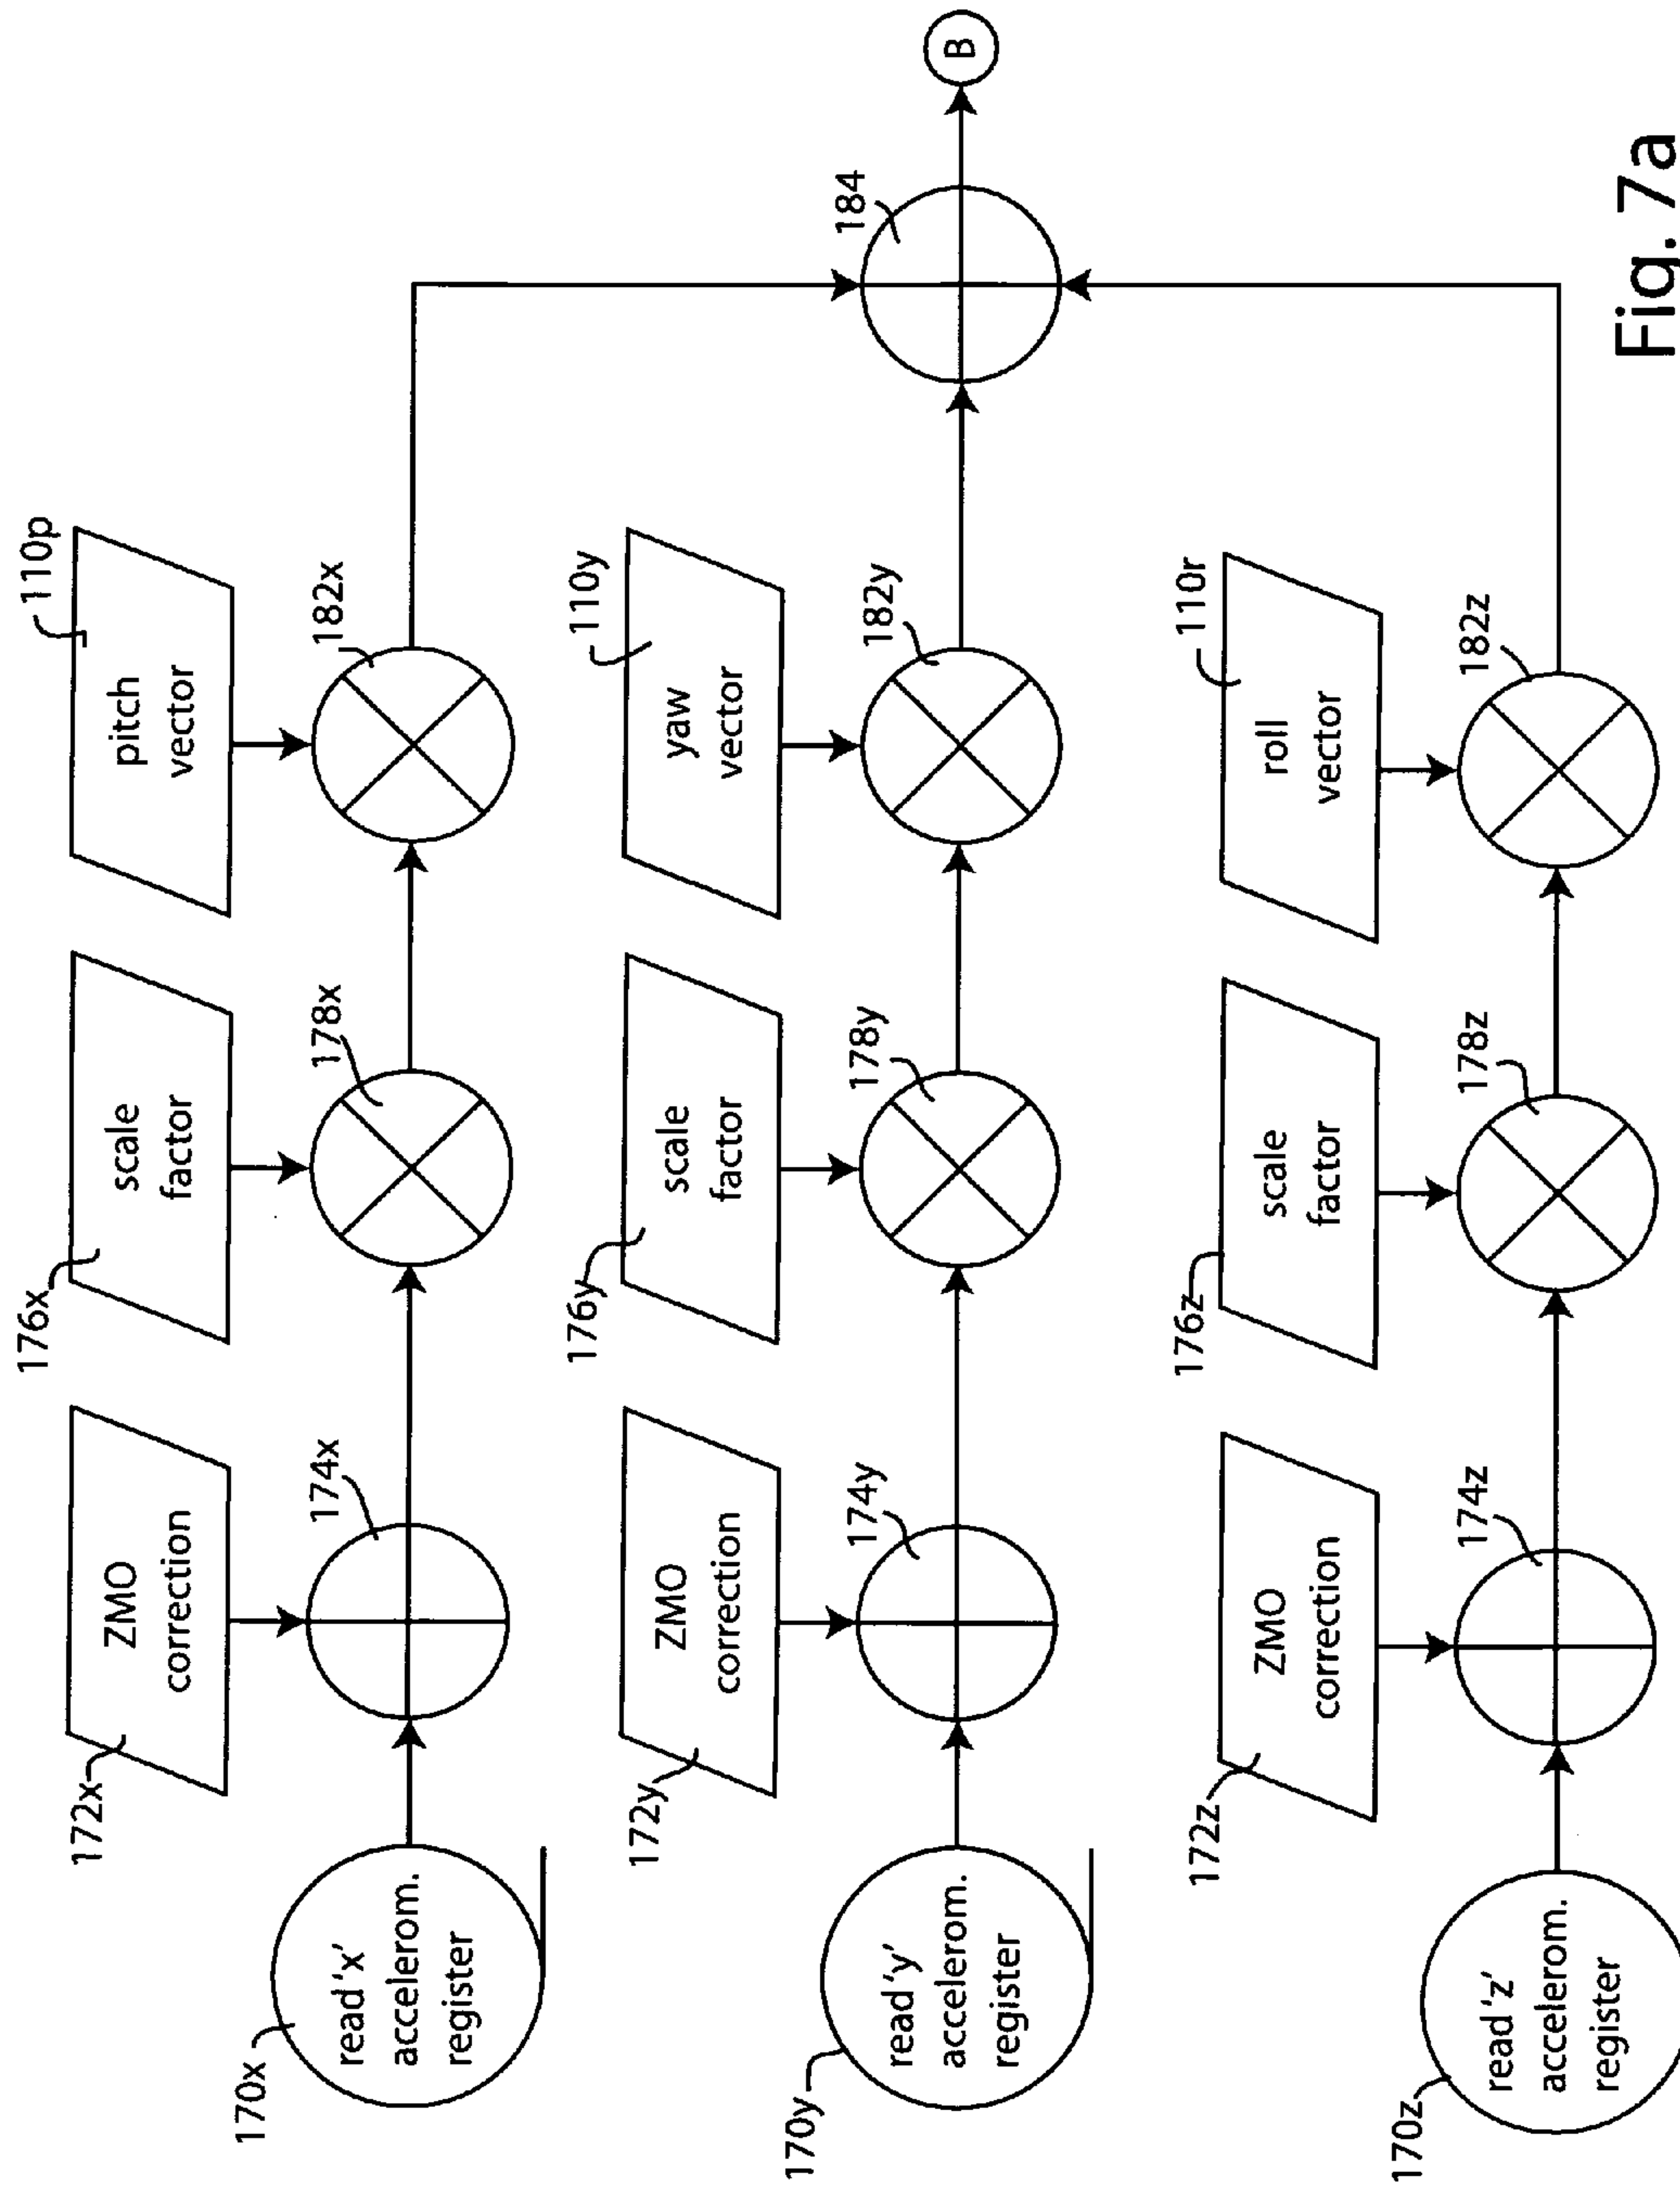 170x
read 'x'
accelerom.
register
172x
ZMO
correction
174x
176x
scale
factor
178x
110p
pitch
vector
182x
170y
read 'y'
accelerom.
register
172y
ZMO
correction
174y
176y
scale
factor
178y
110y
yaw
vector
182y
184
B
170z
read 'z'
accelerom.
register
172z
ZMO
correction
174z
176z
scale
factor
178z
110r
roll
vector
182z
Fig. 7a